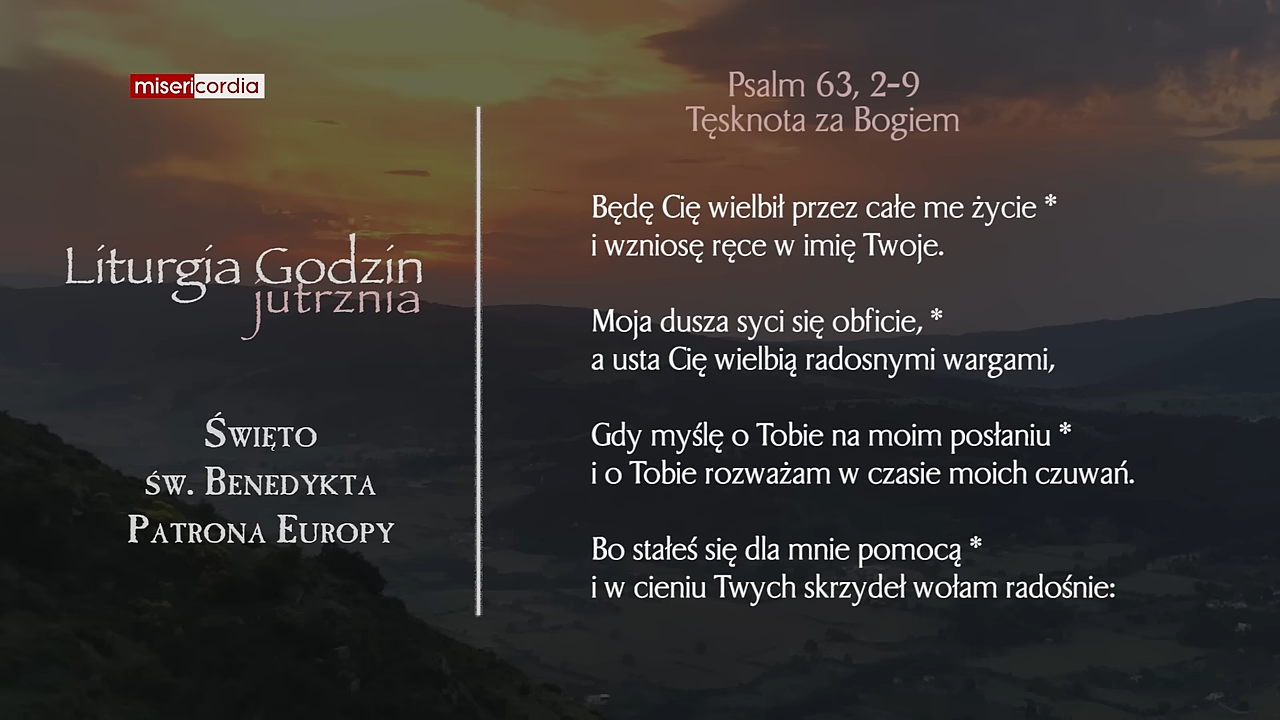 misericordia
Liturgia Godzin
jutrznia
Święto
św. Benedykta
Patrona Europy
Psalm 63, 2-9
Tęsknota za Bogiem
Będę Cię wielbił przez całe me życie *
i wzniosę ręce w imię Twoje.
Moja dusza syci się obficie, *
a usta Cię wielbią radosnymi wargami,
Gdy myślę o Tobie na moim posłaniu *
i o Tobie rozważam w czasie moich czuwań.
Bo stałeś się dla mnie pomocą *
i w cieniu Twych skrzydeł wołam radośnie: